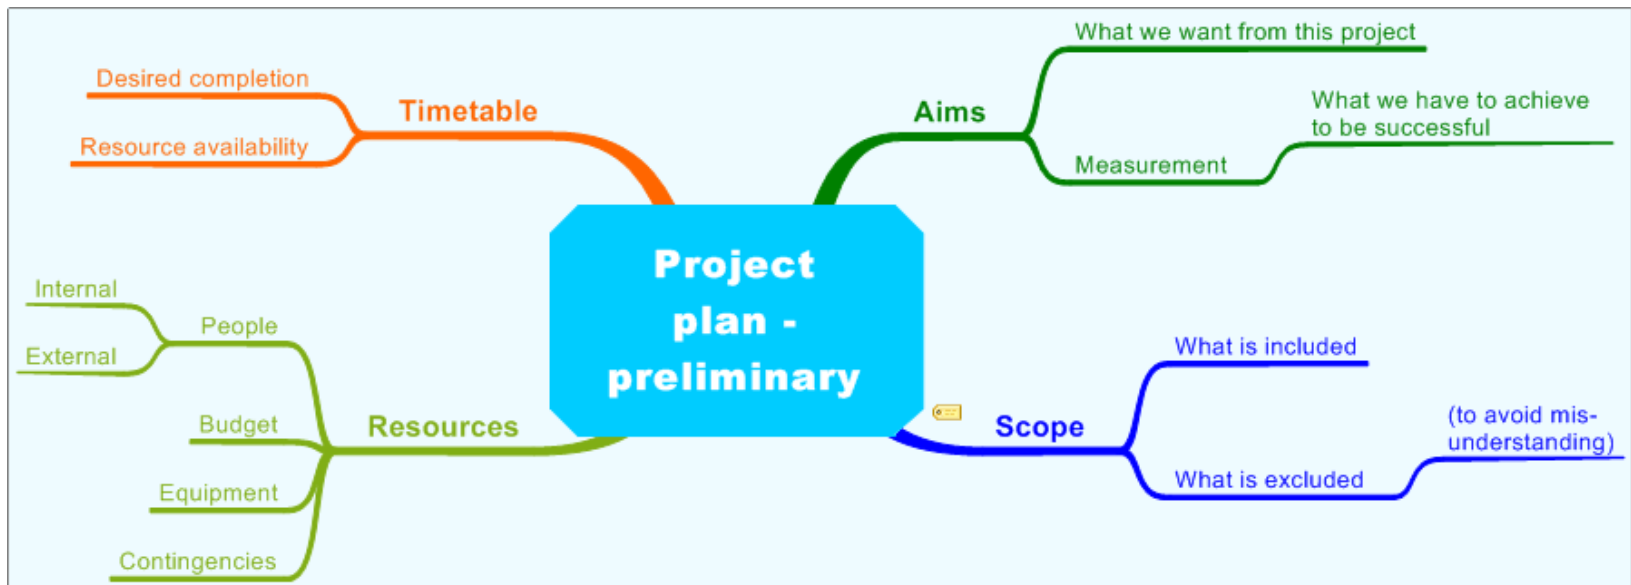 Project
plan -
preliminary
Aims
What we want from this project
Measurement
What we have to achieve
to be successful
Scope
What is included
What is excluded
(to avoid mis-
understanding)
Resources
People
Internal
External
Budget
Equipment
Contingencies
Timetable
Desired completion
Resource availability